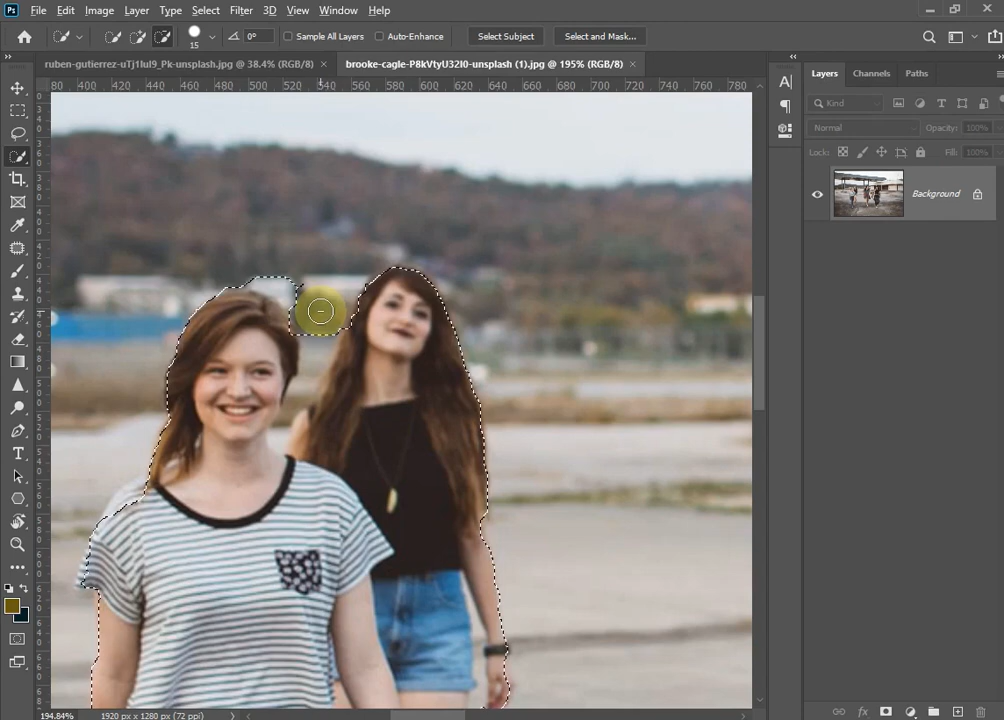 Ps File Edit Image Layer Type Select Filter 3D View Window Help
15 0° Sample All Layers Auto-Enhance Select Subject Select and Mask...
ruben-gutierrez-uTj1lul9_Pk-unsplash.jpg @ 38.4% (RGB/8) × brooke-cagle-P8kVtyU32I0-unsplash (1).jpg @ 195% (RGB/8) ×
Layers Channels Paths
80 400 420 440 460 480 500 520 540 560 580 600 620 640 660 680 700 720 740 760 780
Kind
Normal Opacity: 100%
Lock: Fill: 100%
Background
194.84% 1920 px x 1280 px (72 ppi)
fx